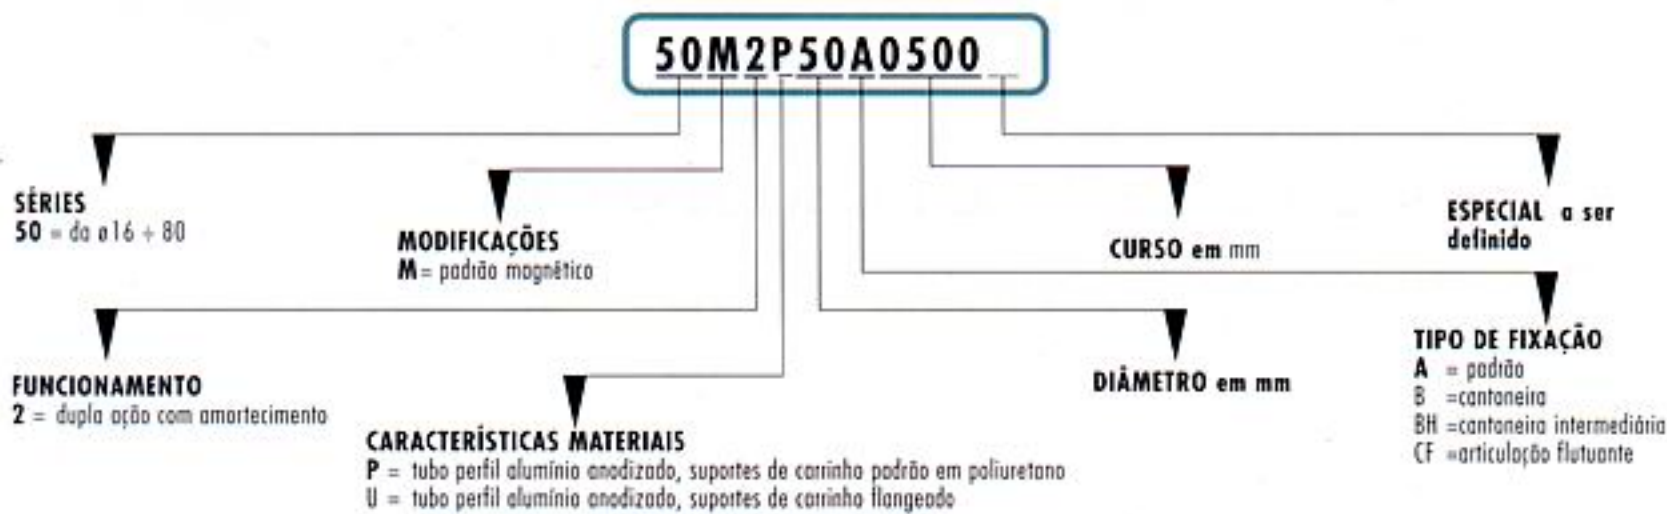 50M2P50A0500
SÉRIES
50 = da ø16 ÷ 80
MODIFICAÇÕES
M = padrão magnético
CURSO em mm
ESPECIAL a ser
definido
FUNCIONAMENTO
2 = dupla ação com amortecimento
CARACTERÍSTICAS MATERIAIS
P = tubo perfil alumínio anodizado, suportes de carrinho padrão em poliuretano
U = tubo perfil alumínio anodizado, suportes de carrinho flangeado
DIÂMETRO em mm
TIPO DE FIXAÇÃO
A = padrão
B =cantoneira
BH =cantoneira intermediária
CF =articulação flutuante